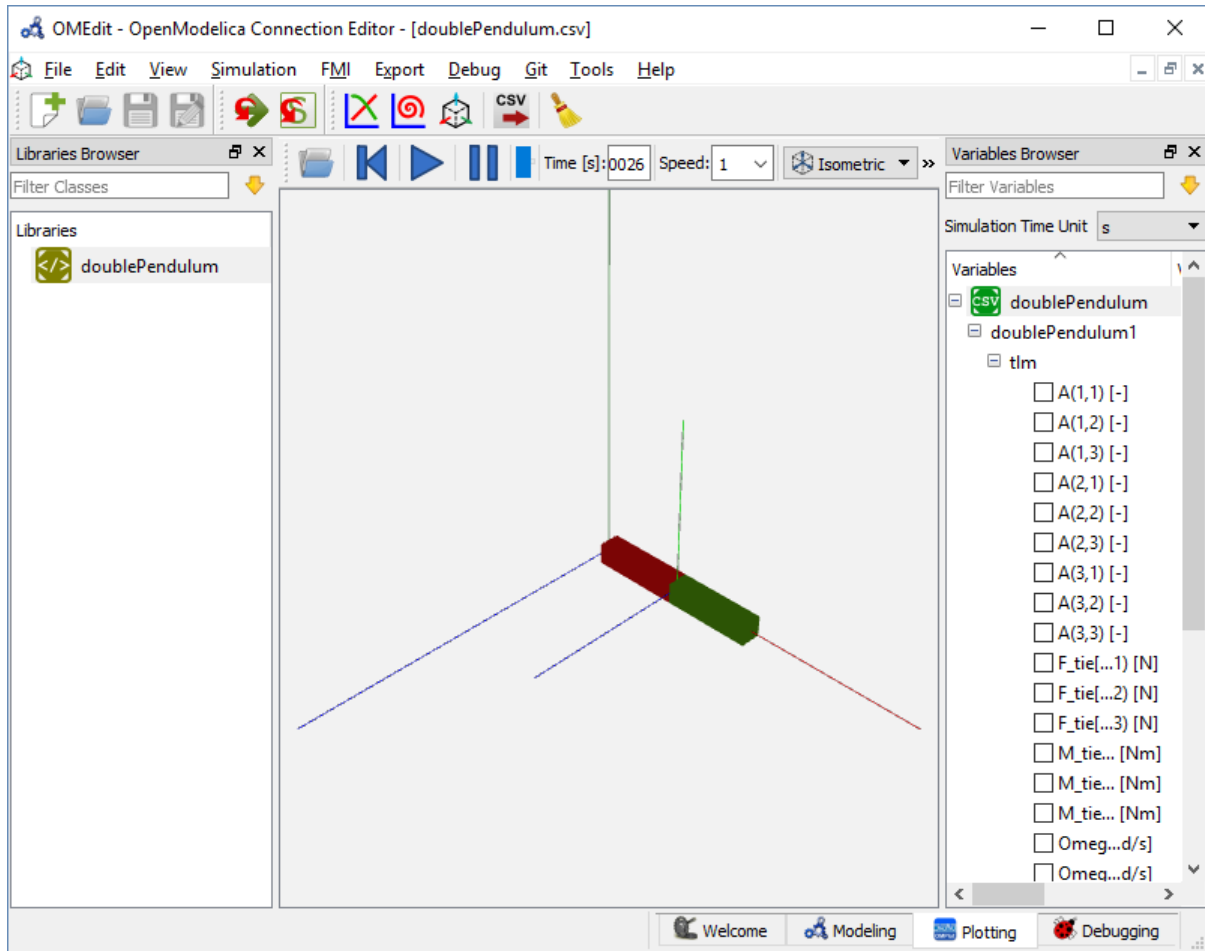 OMEdit - OpenModelica Connection Editor - [doublePendulum.csv]
File Edit View Simulation FMI Export Debug Git Tools Help
CSV
Libraries Browser
Filter Classes
Libraries
</>
doublePendulum
Time [s]: 0026 Speed: 1 Isometric »
Variables Browser
Filter Variables
Simulation Time Unit s
Variables
csv doublePendulum
doublePendulum1
tlm
A(1,1) [-]
A(1,2) [-]
A(1,3) [-]
A(2,1) [-]
A(2,2) [-]
A(2,3) [-]
A(3,1) [-]
A(3,2) [-]
A(3,3) [-]
F_tie[...1) [N]
F_tie[...2) [N]
F_tie[...3) [N]
M_tie... [Nm]
M_tie... [Nm]
M_tie... [Nm]
Omeg...d/s]
Omeg...d/s]
Welcome Modeling Plotting Debugging